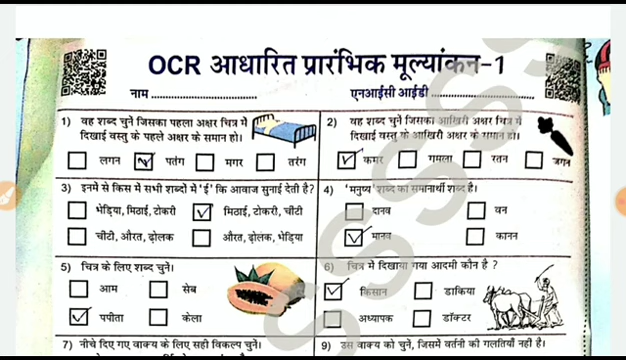 OCR आधारित प्रारंभिक मूल्यांकन-1
नाम ........................ एनआईसी आईडी ........................
1) वह शब्द चुनें जिसका पहला अक्षर चित्र में
दिखाई वस्तु के पहले अक्षर के समान हो।
लगन पतंग मगर तरंग
2) वह शब्द चुनें जिसका आखिरी अक्षर चित्र में
दिखाई वस्तु के आखिरी अक्षर के समान हो।
कमर गमला रतन जगन
3) इनमें से किस में सभी शब्दों में 'ई' कि आवाज सुनाई देती है?
भेड़िया, मिठाई, टोकरी मिठाई, टोकरी, चींटी
चींटी, औरत, ढ़ोलक औरत, ढ़ोलक, भेड़िया
4) 'मनुष्य' शब्द का समानार्थी शब्द है।
दानव वन
मानव कानन
5) चित्र के लिए शब्द चुनें।
आम सेब
पपीता केला
6) चित्र में दिखाया गया आदमी कौन है ?
किसान डाकिया
अध्यापक डॉक्टर
7) नीचे दिए गए वाक्य के लिए सही विकल्प चुनें।
9) उस वाक्य को चुनें, जिसमें वर्तनी की गलतियाँ नहीं है।